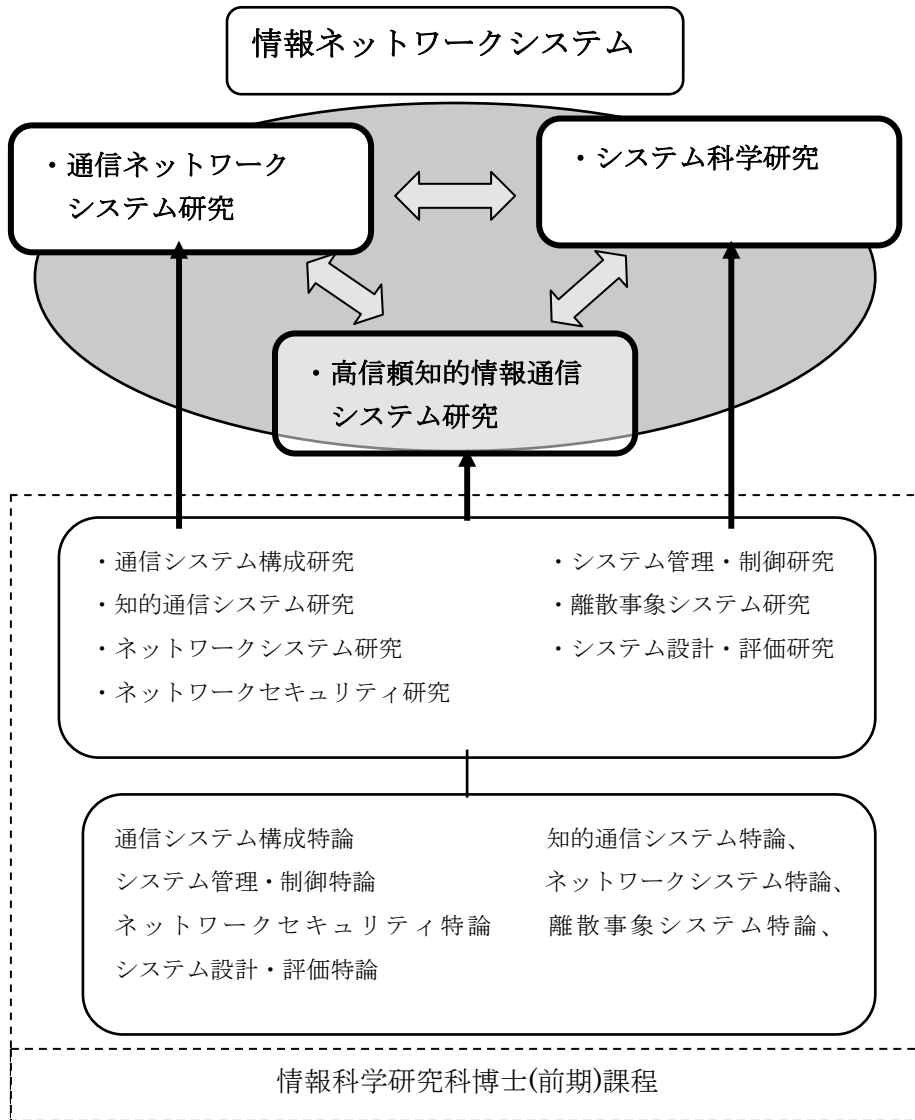 情報ネットワークシステム
・通信ネットワーク
システム研究
・システム科学研究
・高信頼知的情報通信
システム研究
・通信システム構成研究
・知的通信システム研究
・ネットワークシステム研究
・ネットワークセキュリティ研究
・システム管理・制御研究
・離散事象システム研究
・システム設計・評価研究
通信システム構成特論
知的通信システム特論、
システム管理・制御特論
ネットワークシステム特論、
ネットワークセキュリティ特論
離散事象システム特論、
システム設計・評価特論
情報科学研究科博士(前期)課程